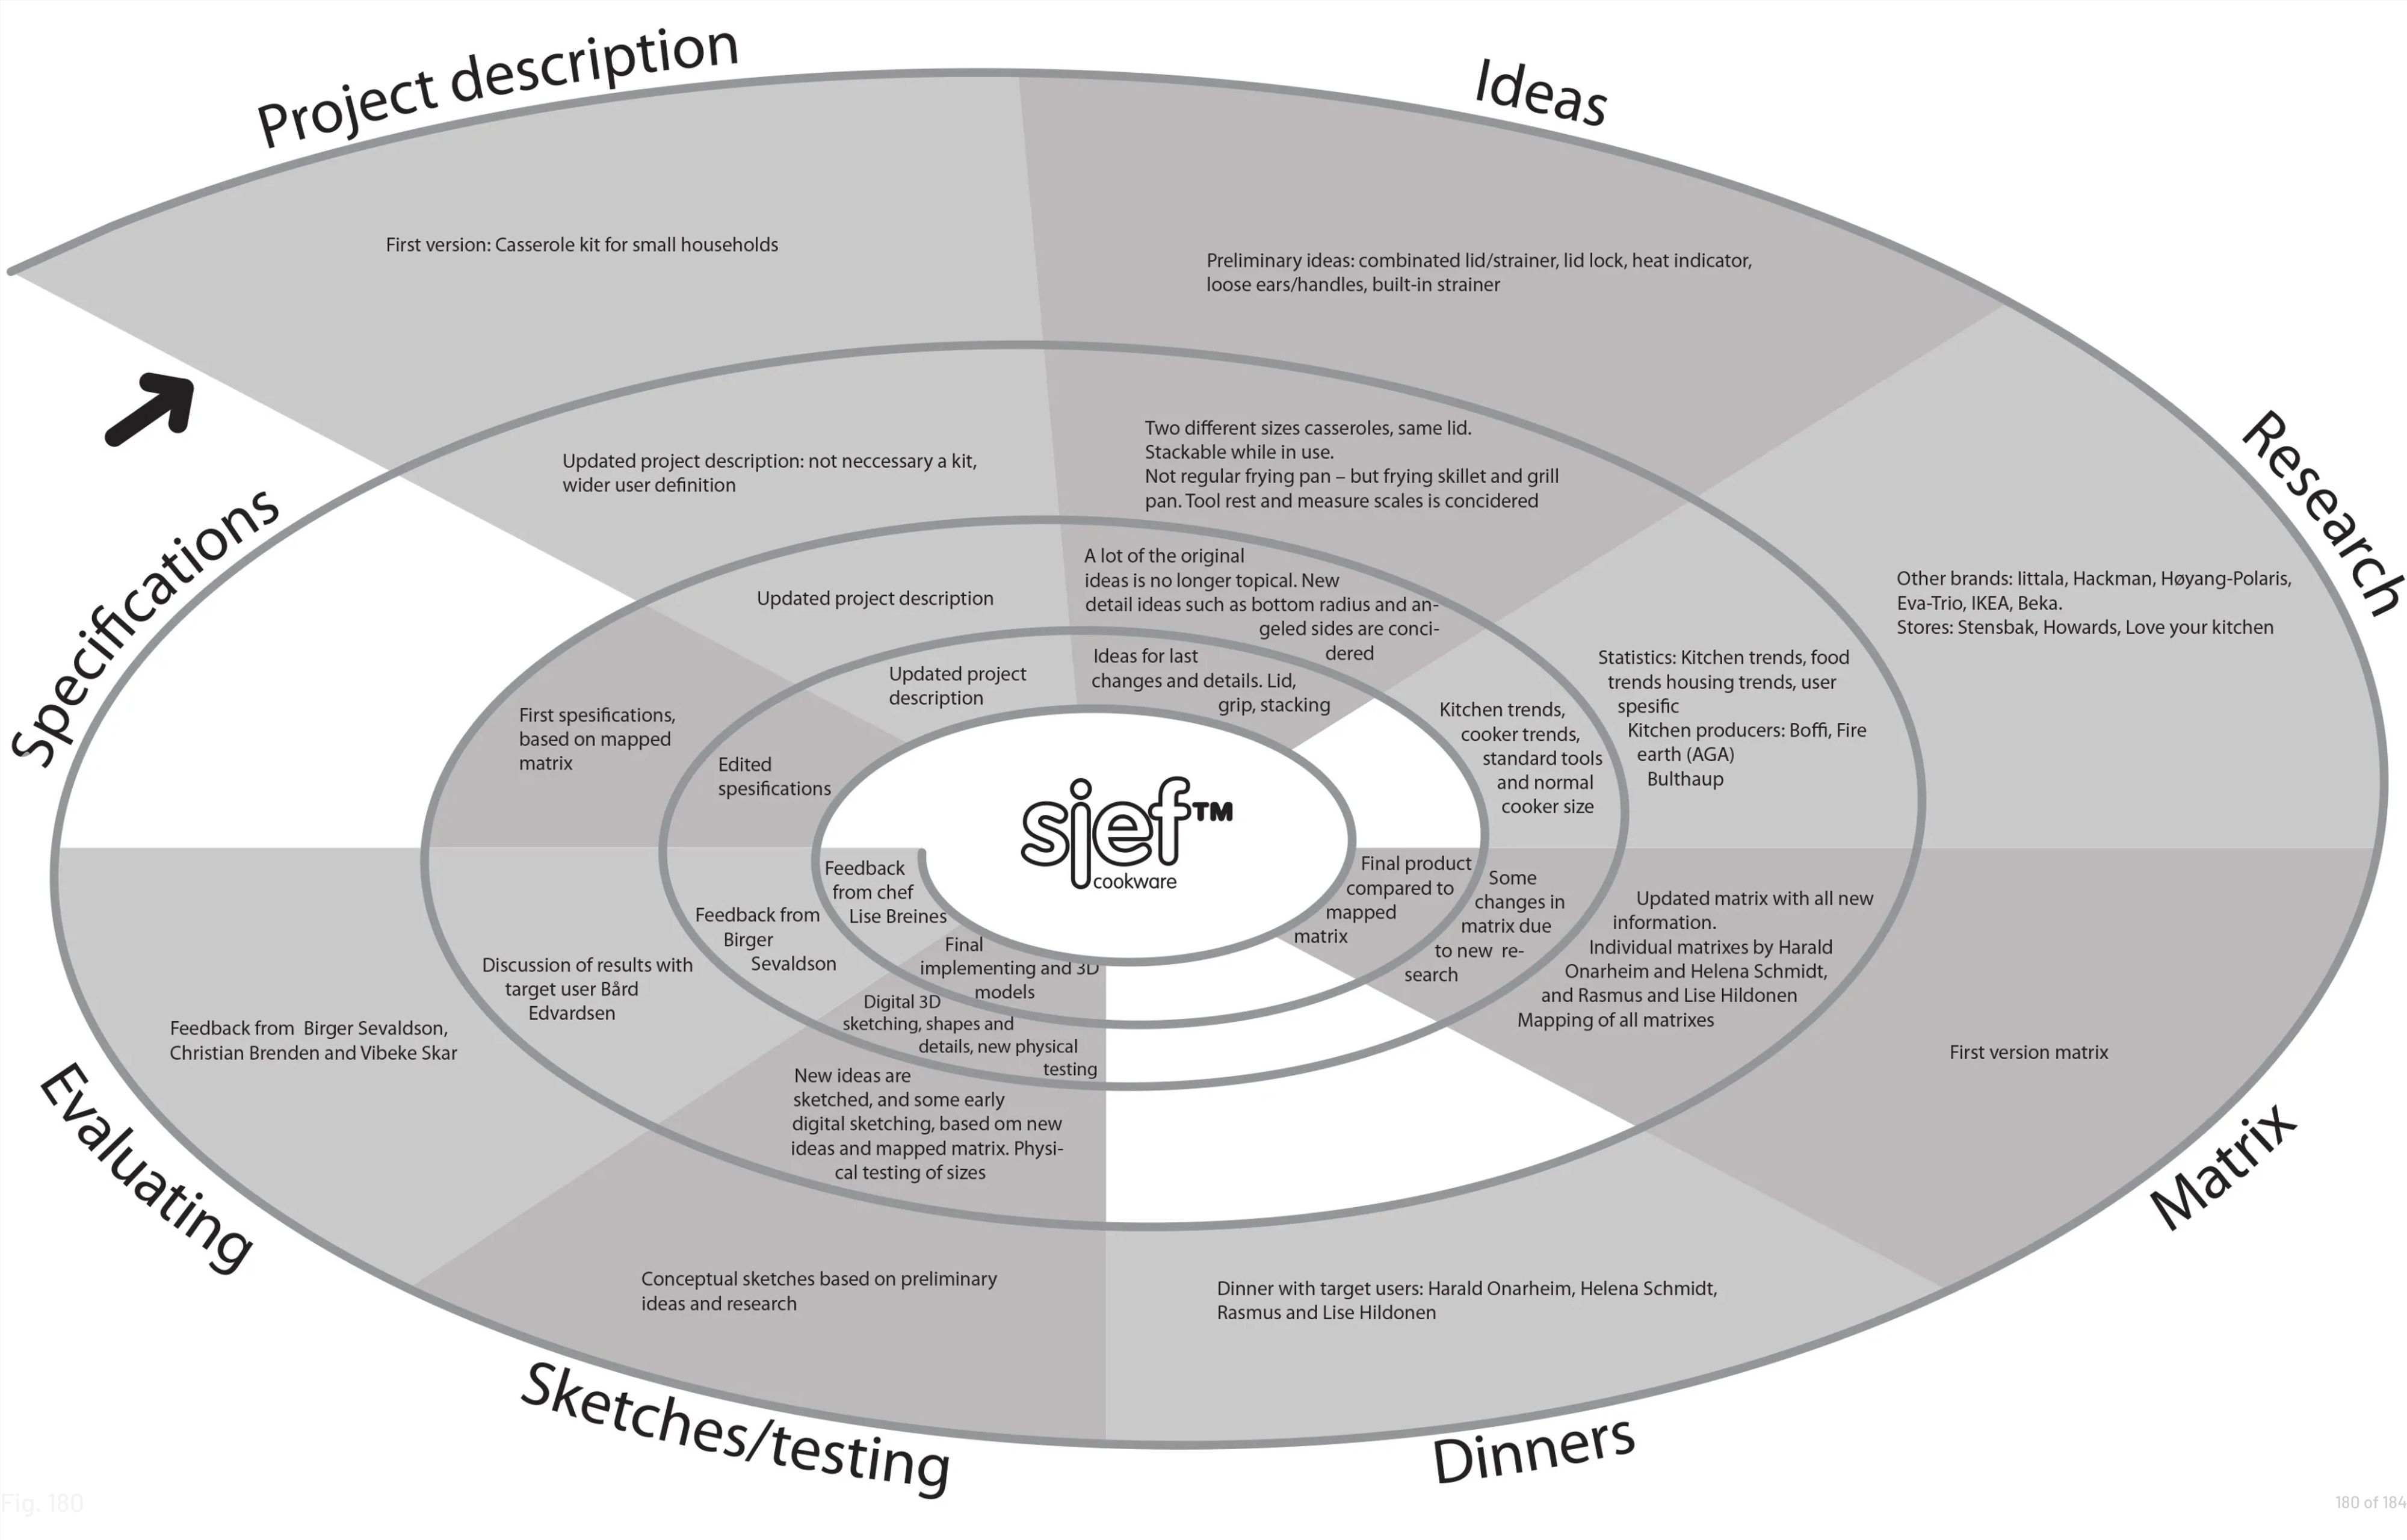 Project description
Ideas
Research
Matrix
Dinners
Sketches/testing
Evaluating
Specifications
First version: Casserole kit for small households
Preliminary ideas: combinated lid/strainer, lid lock, heat indicator,
loose ears/handles, built-in strainer
Other brands: Iittala, Hackman, Høyang-Polaris,
Eva-Trio, IKEA, Beka.
Stores: Stensbak, Howards, Love your kitchen
First version matrix
Dinner with target users: Harald Onarheim, Helena Schmidt,
Rasmus and Lise Hildonen
Conceptual sketches based on preliminary
ideas and research
Feedback from Birger Sevaldson,
Christian Brenden and Vibeke Skar
Updated project description: not neccessary a kit,
wider user definition
Two different sizes casseroles, same lid.
Stackable while in use.
Not regular frying pan – but frying skillet and grill
pan. Tool rest and measure scales is concidered
Statistics: Kitchen trends, food
trends housing trends, user
spesific
Kitchen producers: Boffi, Fire
earth (AGA)
Bulthaup
Updated matrix with all new
information.
Individual matrixes by Harald
Onarheim and Helena Schmidt,
and Rasmus and Lise Hildonen
Mapping of all matrixes
New ideas are
sketched, and some early
digital sketching, based om new
ideas and mapped matrix. Physi-
cal testing of sizes
Discussion of results with
target user Bård
Edvardsen
First spesifications,
based on mapped
matrix
Updated project description
A lot of the original
ideas is no longer topical. New
detail ideas such as bottom radius and an-
geled sides are conci-
dered
Kitchen trends,
cooker trends,
standard tools
and normal
cooker size
Some
changes in
matrix due
to new re-
search
Digital 3D
sketching, shapes and
details, new physical
testing
Feedback from
Birger
Sevaldson
Edited
spesifications
Updated project
description
Ideas for last
changes and details. Lid,
grip, stacking
Final product
compared to
mapped
matrix
Final
implementing and 3D
models
Feedback
from chef
Lise Breines
sjef™
cookware
Fig. 180
180 of 184